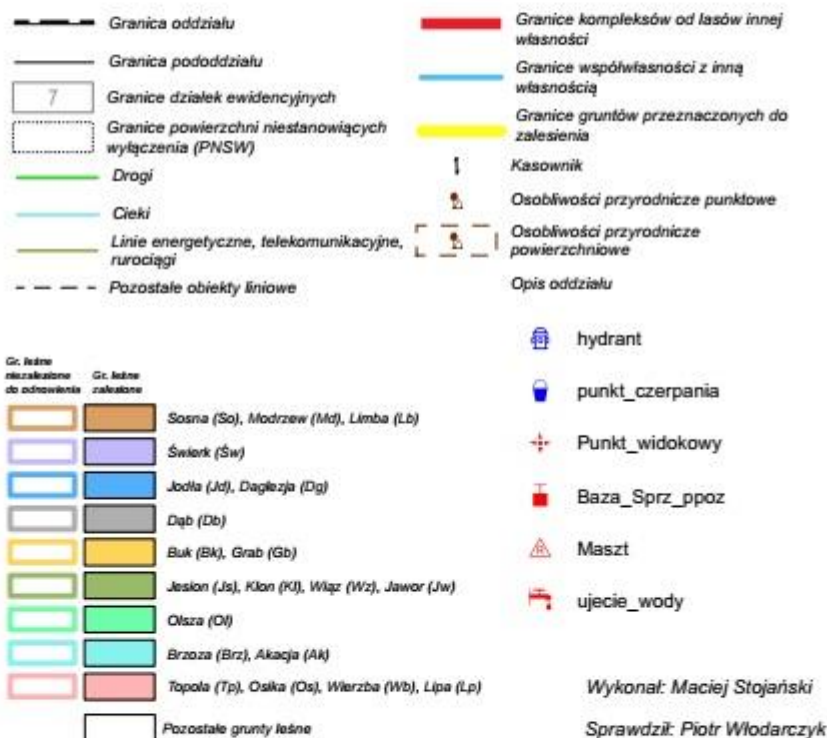 Granica oddziału
Granica pododdziału
7
Granice działek ewidencyjnych
Granice powierzchni niestanowiących
wyłączenia (PNSW)
Drogi
Cieki
Linie energetyczne, telekomunikacyjne,
rurociągi
Pozostałe obiekty liniowe
Granice kompleksów od lasów innej
własności
Granice współwłasności z inną
własnością
Granice gruntów przeznaczonych do
zalesienia
Kasownik
Osobliwości przyrodnicze punktowe
Osobliwości przyrodnicze
powierzchniowe
Opis oddziału
hydrant
punkt_czerpania
Punkt_widokowy
Baza_Sprz_ppoz
Maszt
ujecie_wody
Gr. leśne
niezalesione
do odnowienia
Gr. leśne
zalesione
Sosna (So), Modrzew (Md), Limba (Lb)
Świerk (Św)
Jodła (Jd), Daglezja (Dg)
Dąb (Db)
Buk (Bk), Grab (Gb)
Jesion (Js), Klon (Kl), Wiąz (Wz), Jawor (Jw)
Olsza (Ol)
Brzoza (Brz), Akacja (Ak)
Topola (Tp), Osika (Os), Wierzba (Wb), Lipa (Lp)
Pozostałe grunty leśne
Wykonał: Maciej Stojański
Sprawdził: Piotr Włodarczyk